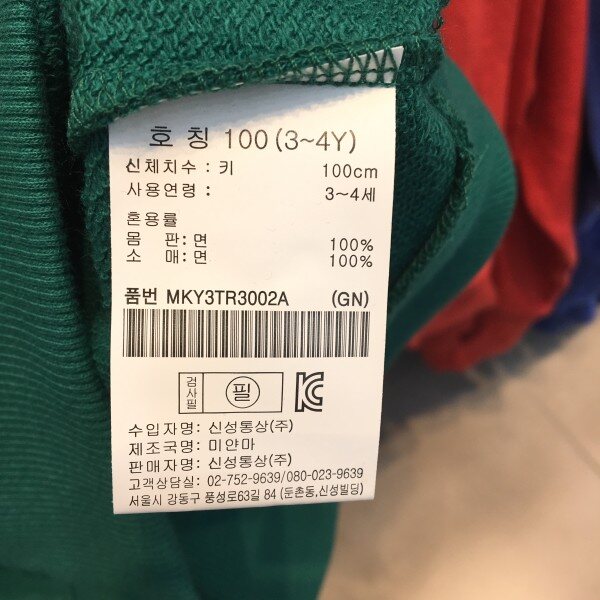 호 칭 100 (3~4Y)
신체치수 : 키 100cm
사용연령 : 3~4세
혼용률
몸 판 : 면 100%
소 매 : 면 100%
품번 MKY3TR3002A (GN)
검사필 필
수입자명 : 신성통상(주)
제조국명 : 미얀마
판매자명 : 신성통상(주)
고객상담실: 02-752-9639/080-023-9639
서울시 강동구 풍성로63길 84 (둔촌동,신성빌딩)